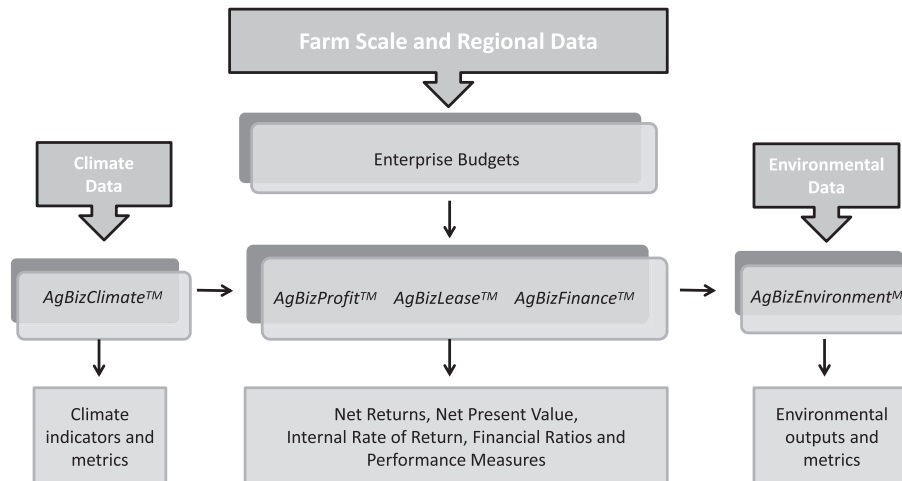 Farm Scale and Regional Data
Enterprise Budgets
Climate
Data
Environmental
Data
AgBizClimate™
AgBizProfit™ AgBizLease™ AgBizFinance™
AgBizEnvironmentᴹ
Climate
indicators and
metrics
Net Returns, Net Present Value,
Internal Rate of Return, Financial Ratios and
Performance Measures
Environmental
outputs and
metrics